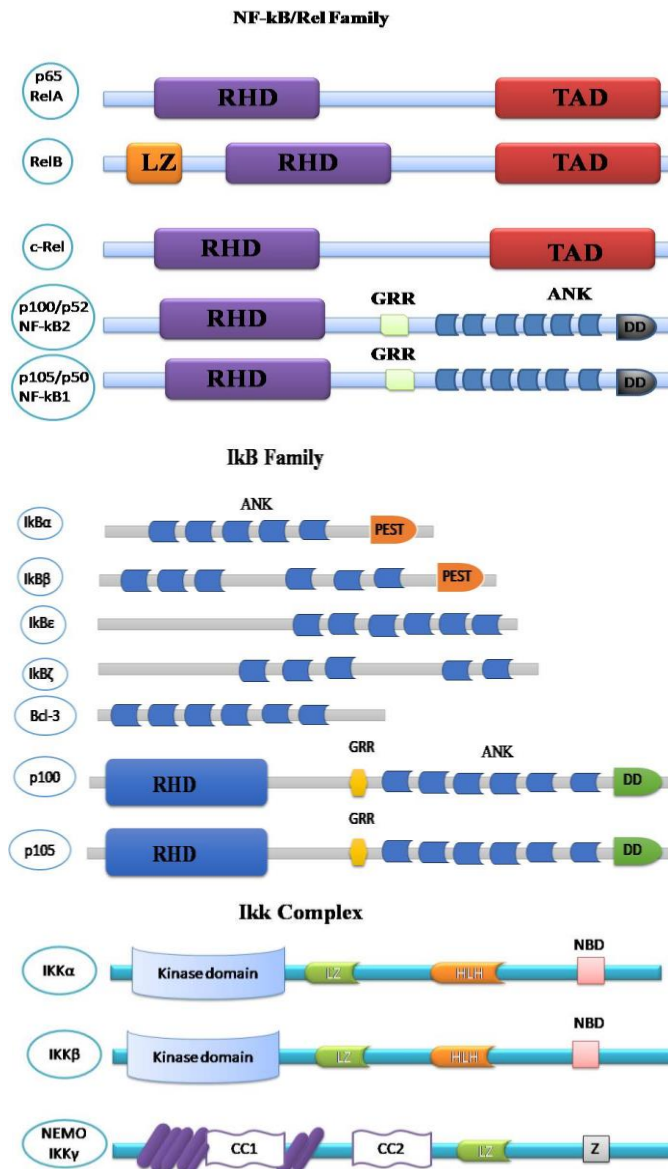 NF-kB/Rel Family
p65
RelA
RHD
TAD
RelB
LZ
RHD
TAD
c-Rel
RHD
TAD
p100/p52
NF-kB2
RHD
GRR
ANK
DD
p105/p50
NF-kB1
RHD
GRR
DD
IkB Family
ANK
IkBα
PEST
IkBβ
PEST
IkBε
IkBζ
Bcl-3
p100
RHD
GRR
ANK
DD
p105
RHD
GRR
DD
Ikk Complex
IKKα
Kinase domain
LZ
HLH
NBD
IKKβ
Kinase domain
LZ
HLH
NBD
NEMO
IKKγ
CC1
CC2
LZ
Z